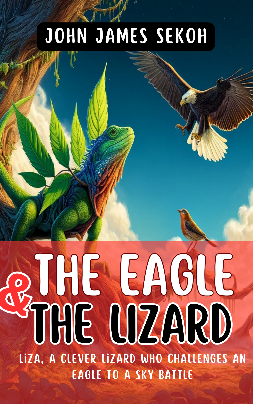 JOHN JAMES SEKOH
THE EAGLE
&
THE LIZARD
LIZA, A CLEVER LIZARD WHO CHALLENGES AN
EAGLE TO A SKY BATTLE